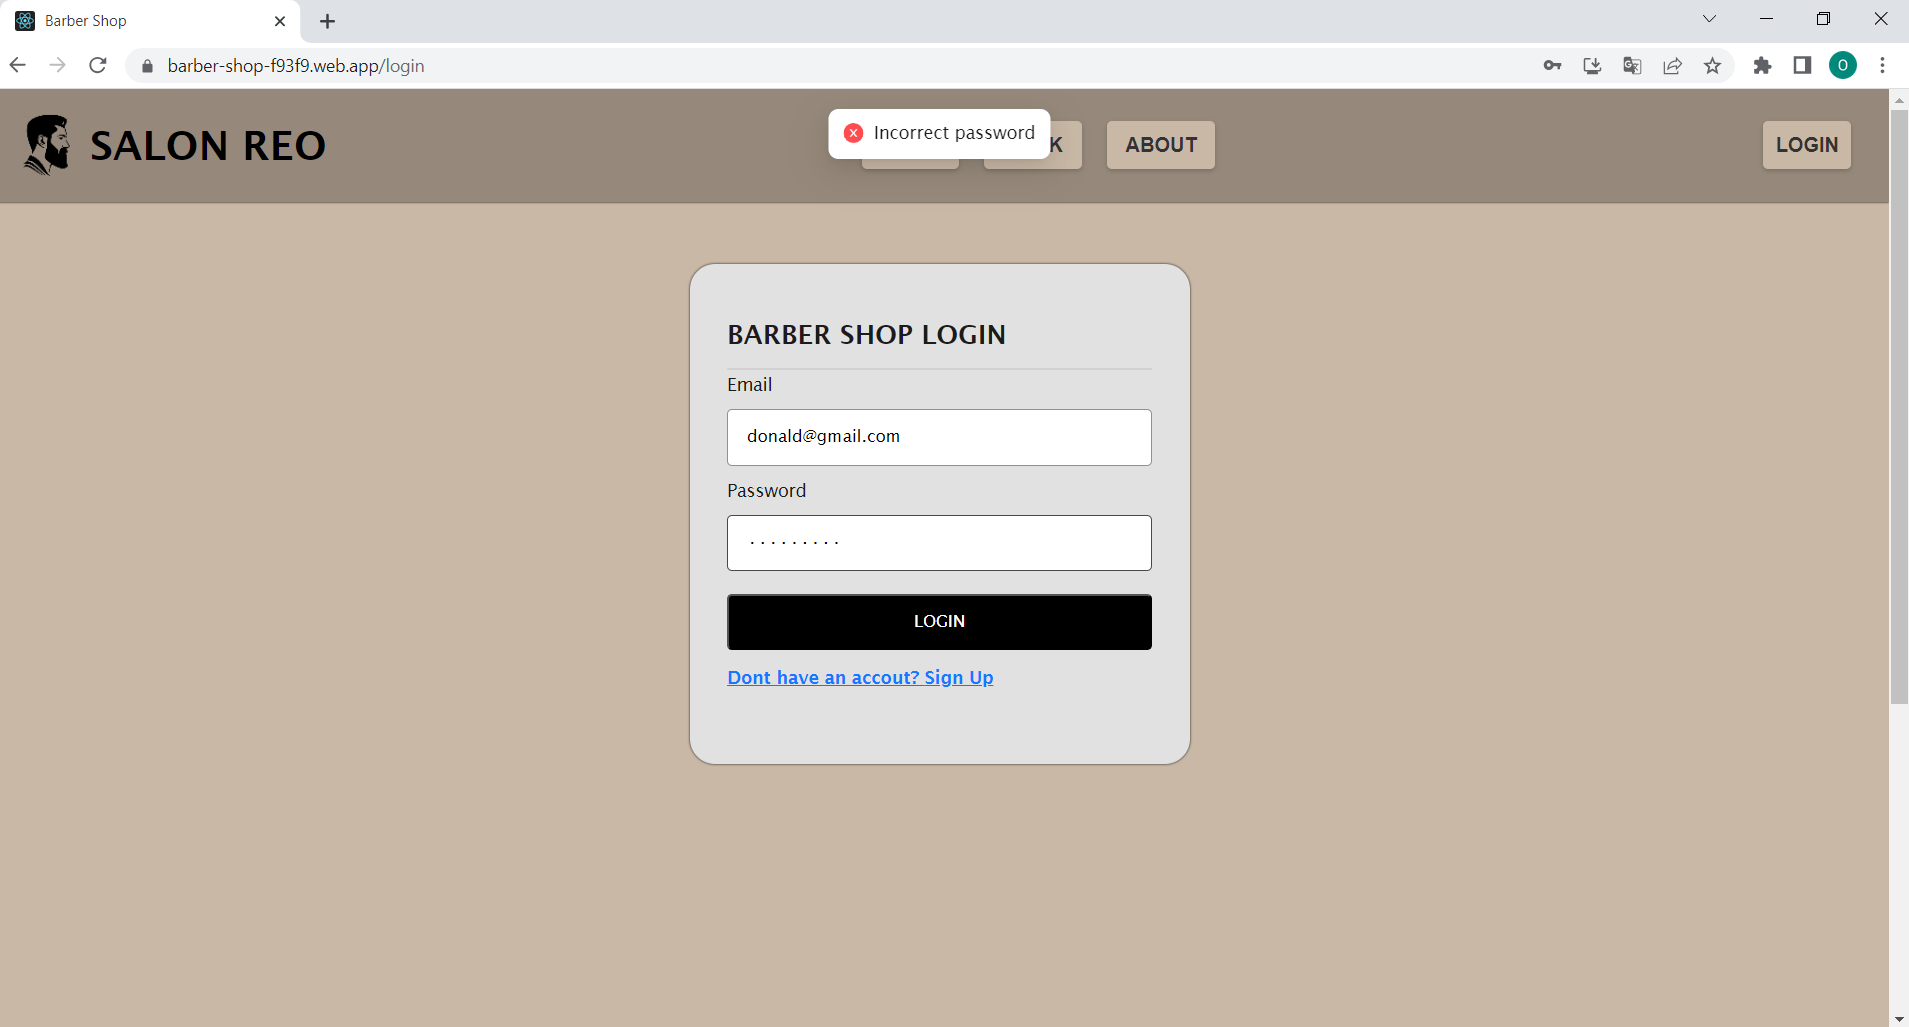 Barber Shop
barber-shop-f93f9.web.app/login
O
SALON REO
Incorrect password
K
ABOUT
LOGIN
BARBER SHOP LOGIN
Email
donald@gmail.com
Password
LOGIN
Dont have an accout? Sign Up